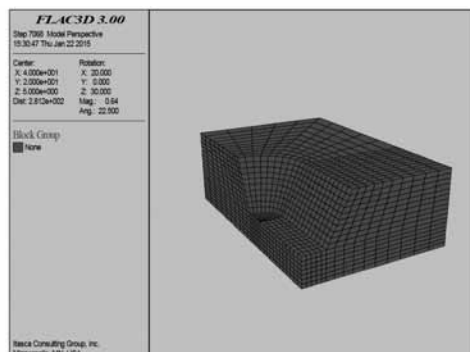 FLAC3D 3.00
Step 7068 Model Perspective
15:30:47 Thu Jan 22 2015
Center:
X: 4.000e+001
Y: 2.000e+001
Z: 5.000e+000
Dist: 2.612e+002
Rotation:
X: 20.000
Y: 0.000
Z: 30.000
Mag.: 0.64
Ang.: 22.500
Block Group
None
Itasca Consulting Group, Inc.